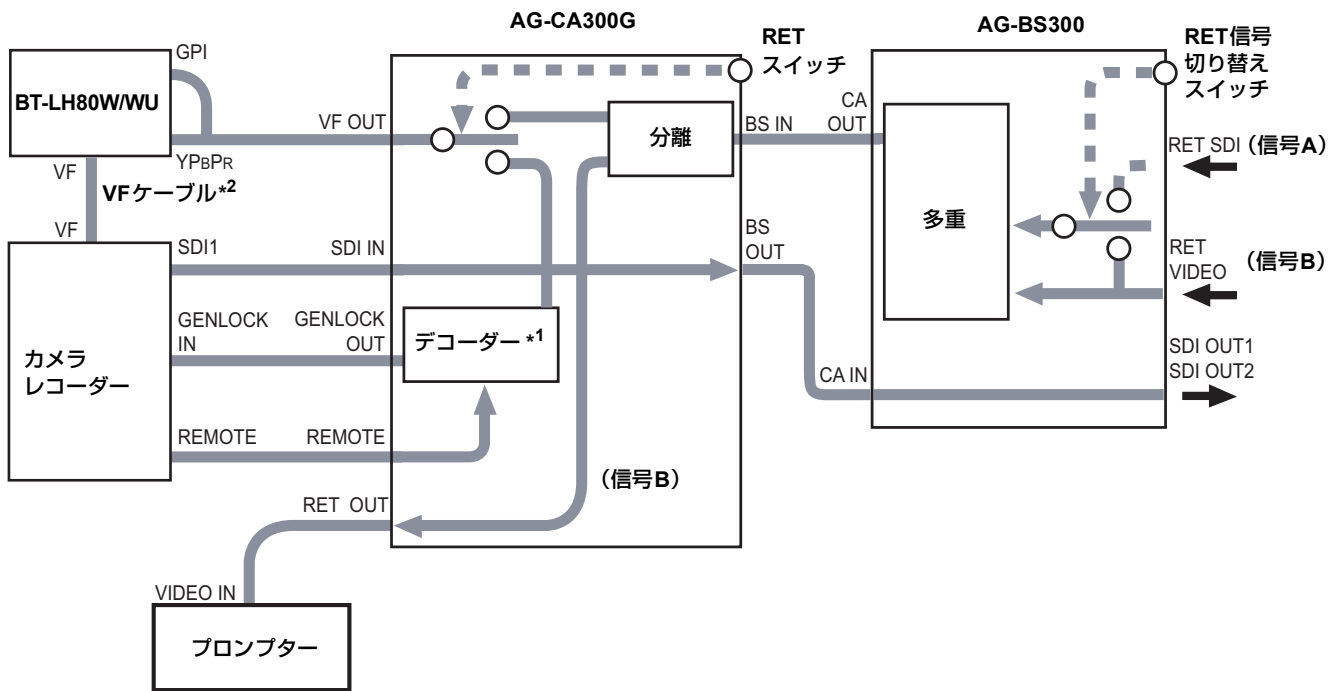 AG-CA300G
AG-BS300
GPI
BT-LH80W/WU
YPBPR
VF
VFケーブル*2
VF
VF OUT
RET
スイッチ
分離
BS IN
CA
OUT
多重
RET信号
切り替え
スイッチ
RET SDI（信号A）
RET
VIDEO
（信号B）
SDI OUT1
SDI OUT2
カメラ
レコーダー
SDI1
SDI IN
BS
OUT
GENLOCK
IN
GENLOCK
OUT
デコーダー *1
CA IN
REMOTE
REMOTE
（信号B）
RET OUT
VIDEO IN
プロンプター